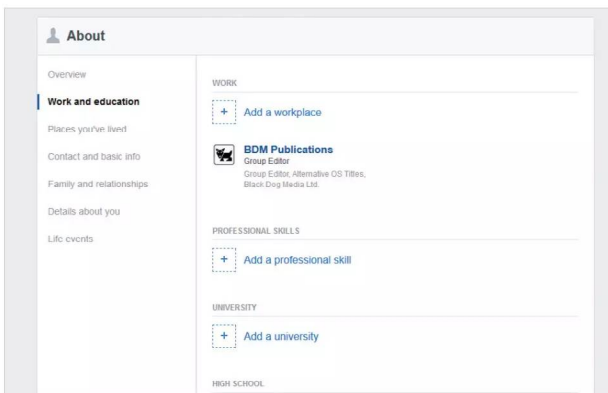 About
Overview
Work and education
Places you've lived
Contact and basic info
Family and relationships
Details about you
Life events
WORK
+ Add a workplace
BDM Publications
Group Editor
Group Editor, Alternative OS Titles,
Black Dog Media Ltd.
PROFESSIONAL SKILLS
+ Add a professional skill
UNIVERSITY
+ Add a university
HIGH SCHOOL